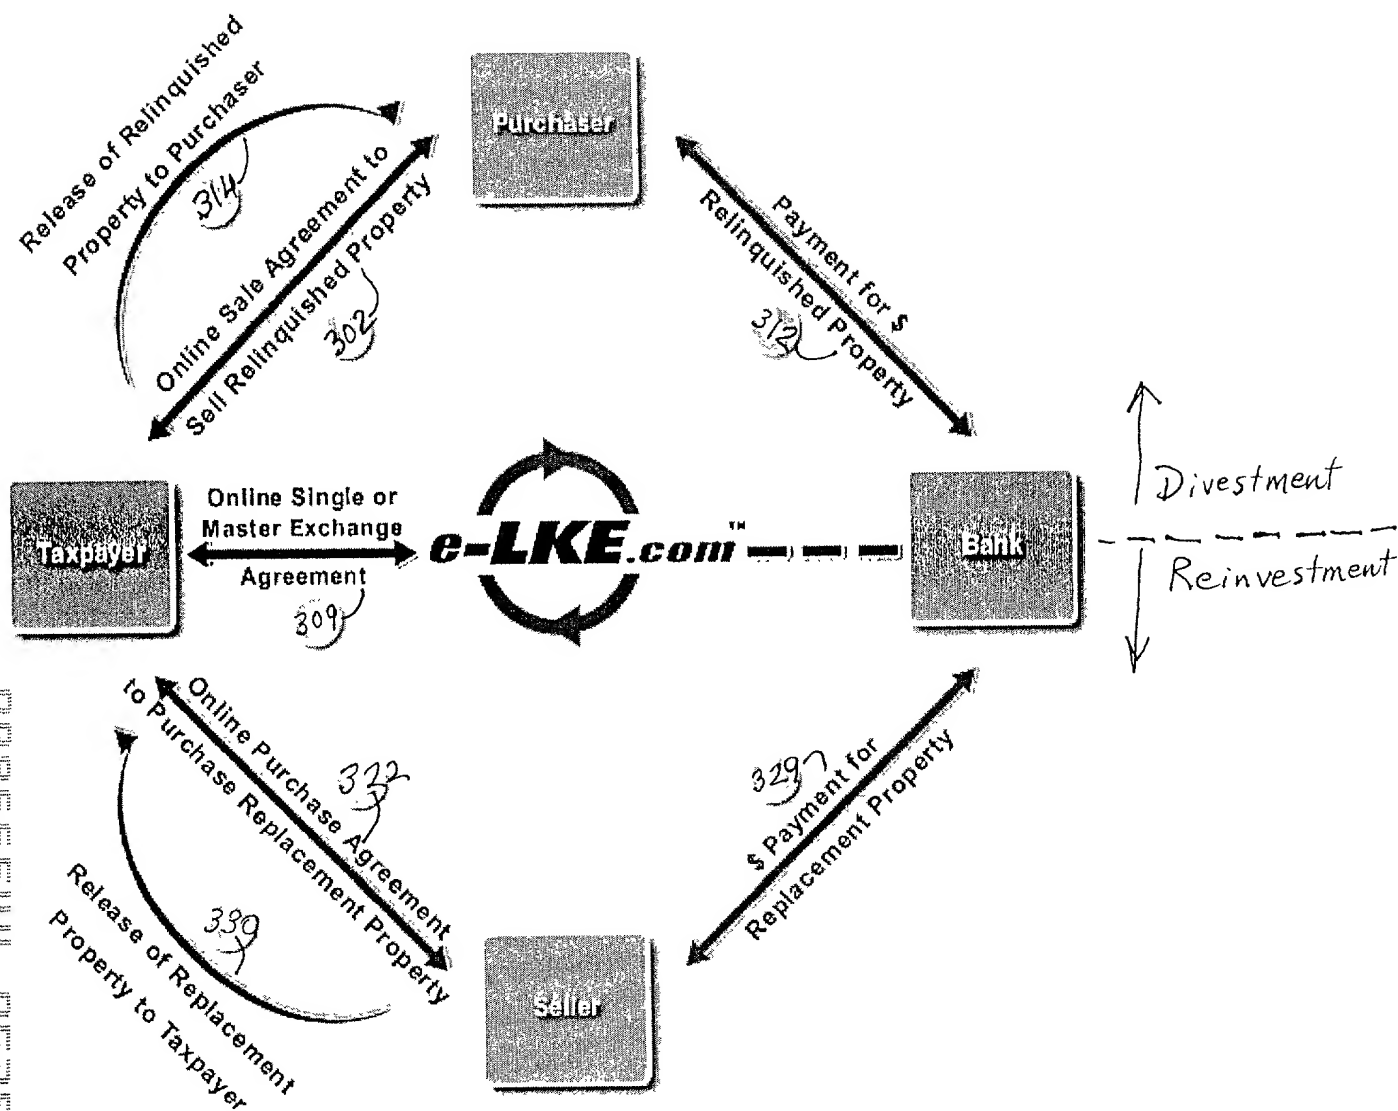 Release of Relinquished
Property to Purchaser
314
Online Sale Agreement to
Sell Relinquished Property
302
Purchaser
Payment for $
Relinquished Property
312
Divestment
Reinvestment
Taxpayer
Online Single or
Master Exchange
Agreement
309
e-LKE.com™
Bank
Online Purchase Agreement
to Purchase Replacement Property
322
Release of Replacement
Property to Taxpayer
330
$ Payment for
Replacement Property
329
Seller